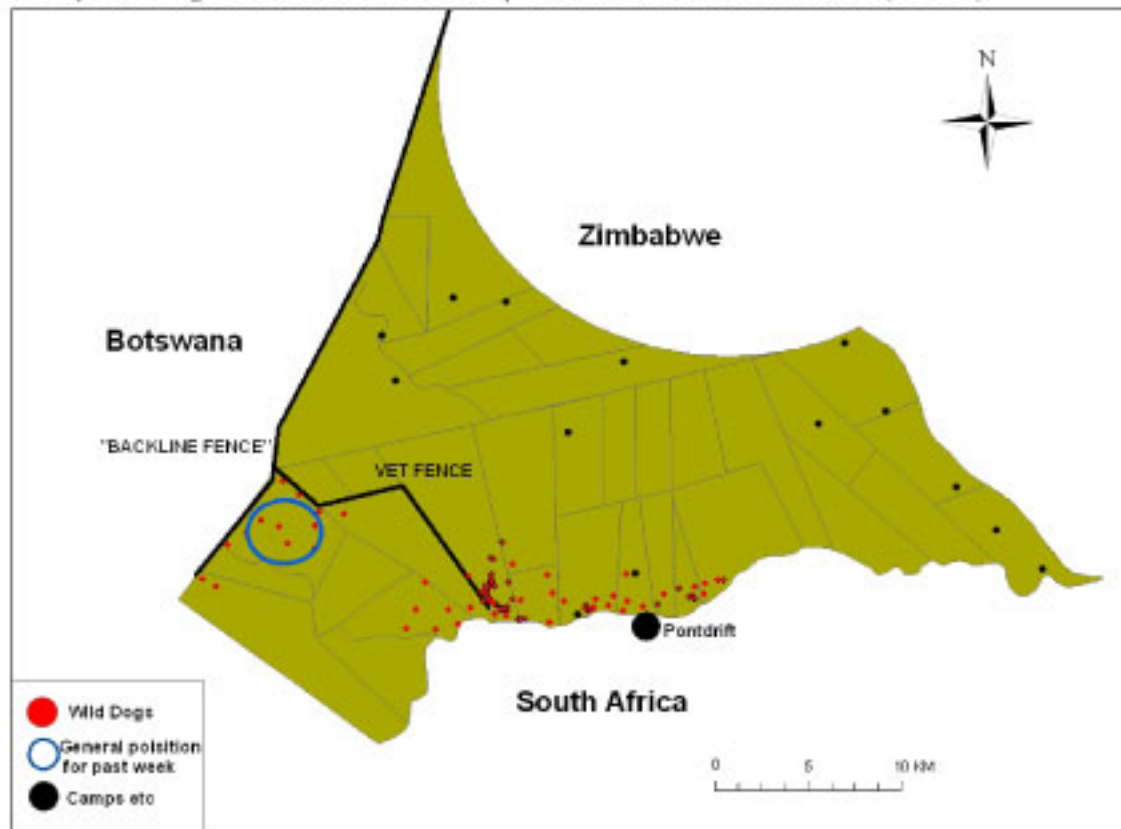 N
Zimbabwe
Botswana
"BACKLINE FENCE"
VET FENCE
Pontdrift
South Africa
Wild Dogs
General poisition
for past week
Camps etc
0 5 10 KM